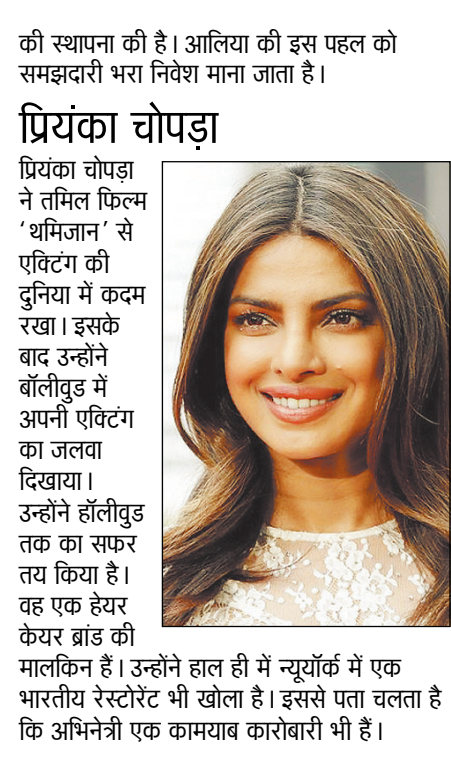 की स्थापना की है। आलिया की इस पहल को
समझदारी भरा निवेश माना जाता है।
प्रियंका चोपड़ा
प्रियंका चोपड़ा
ने तमिल फिल्म
‘थमिजान’ से
एक्टिंग की
दुनिया में कदम
रखा। इसके
बाद उन्होंने
बॉलीवुड में
अपनी एक्टिंग
का जलवा
दिखाया।
उन्होंने हॉलीवुड
तक का सफर
तय किया है।
वह एक हेयर
केयर ब्रांड की
मालकिन हैं। उन्होंने हाल ही में न्यूयॉर्क में एक
भारतीय रेस्टोरेंट भी खोला है। इससे पता चलता है
कि अभिनेत्री एक कामयाब कारोबारी भी हैं।